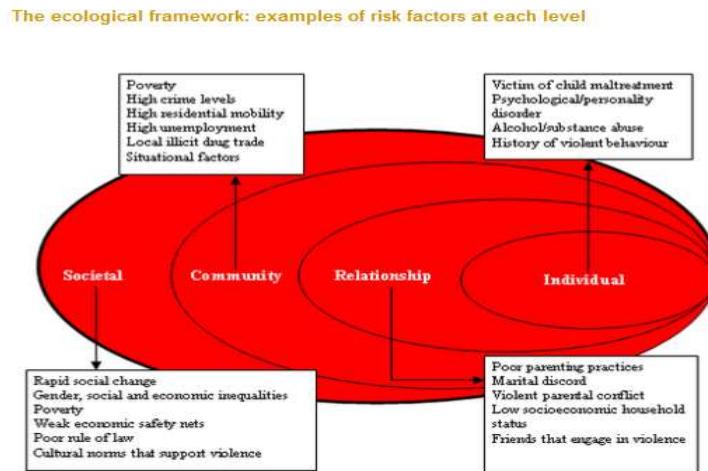 The ecological framework: examples of risk factors at each level
Poverty
High crime levels
High residential mobility
High unemployment
Local illicit drug trade
Situational factors
Victim of child maltreatment
Psychological/personality
disorder
Alcohol/substance abuse
History of violent behaviour
Societal
Community
Relationship
Individual
Rapid social change
Gender, social and economic inequalities
Poverty
Weak economic safety nets
Poor rule of law
Cultural norms that support violence
Poor parenting practices
Marital discord
Violent parental conflict
Low socioeconomic household
status
Friends that engage in violence